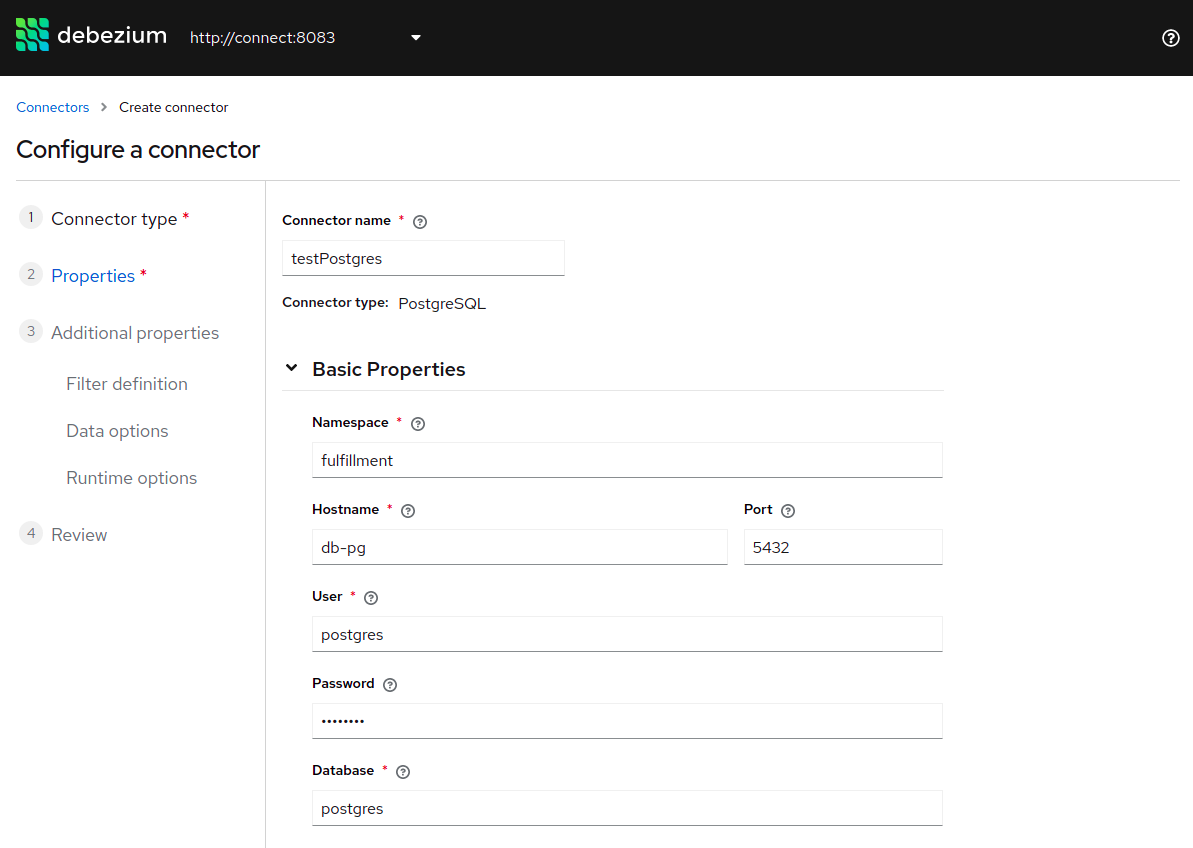 debezium http://connect:8083
Connectors > Create connector
Configure a connector
1 Connector type *
2 Properties *
3 Additional properties
Filter definition
Data options
Runtime options
4 Review
Connector name * ?
testPostgres
Connector type: PostgreSQL
Basic Properties
Namespace * ?
fulfillment
Hostname * ? Port ?
db-pg 5432
User * ?
postgres
Password ?
••••••••
Database * ?
postgres